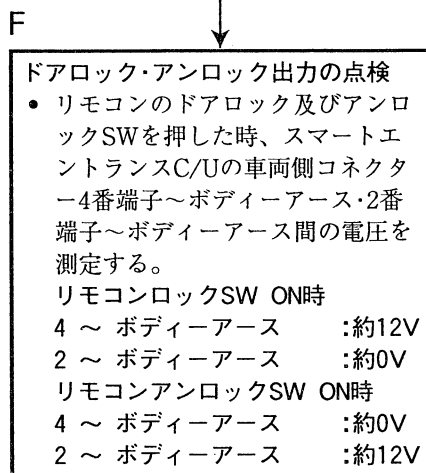 F
ドアロック・アンロック出力の点検
• リモコンのドアロック及びアンロ
ックSWを押した時、スマートエ
ントランスC/Uの車両側コネクタ
ー4番端子～ボディーアース・2番
端子～ボディーアース間の電圧を
測定する。
リモコンロックSW ON時
4 ～ ボディーアース :約12V
2 ～ ボディーアース :約0V
リモコンアンロックSW ON時
4 ～ ボディーアース :約0V
2 ～ ボディーアース :約12V